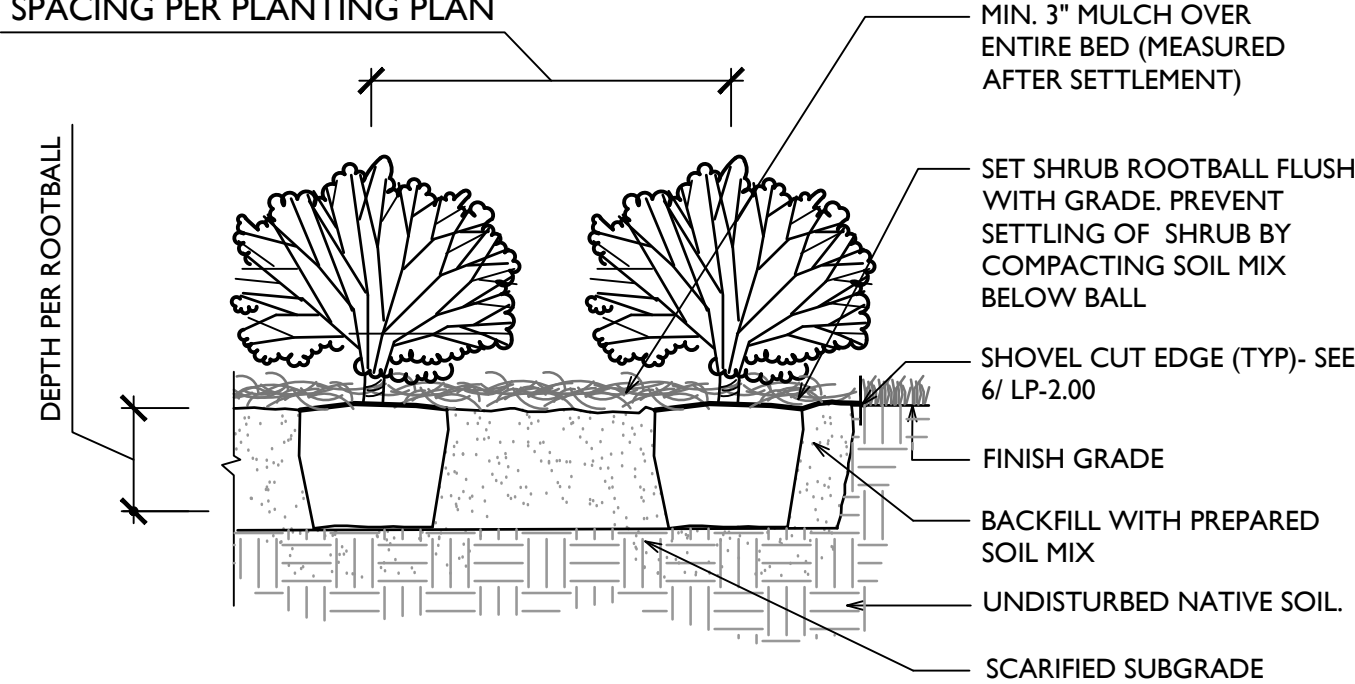 SPACING PER PLANTING PLAN
DEPTH PER ROOTBALL
MIN. 3" MULCH OVER
ENTIRE BED (MEASURED
AFTER SETTLEMENT)
SET SHRUB ROOTBALL FLUSH
WITH GRADE. PREVENT
SETTLING OF SHRUB BY
COMPACTING SOIL MIX
BELOW BALL
SHOVEL CUT EDGE (TYP)- SEE
6/ LP-2.00
FINISH GRADE
BACKFILL WITH PREPARED
SOIL MIX
UNDISTURBED NATIVE SOIL.
SCARIFIED SUBGRADE